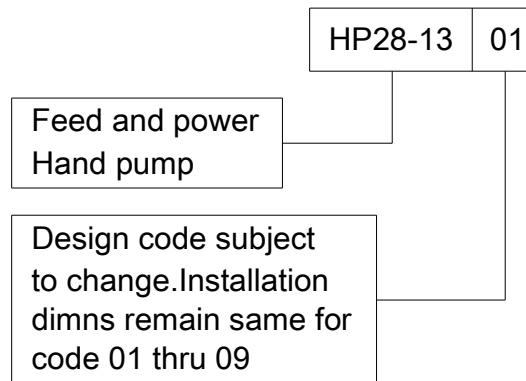 HP28-13 01
Feed and power
Hand pump
Design code subject
to change.Installation
dimns remain same for
code 01 thru 09